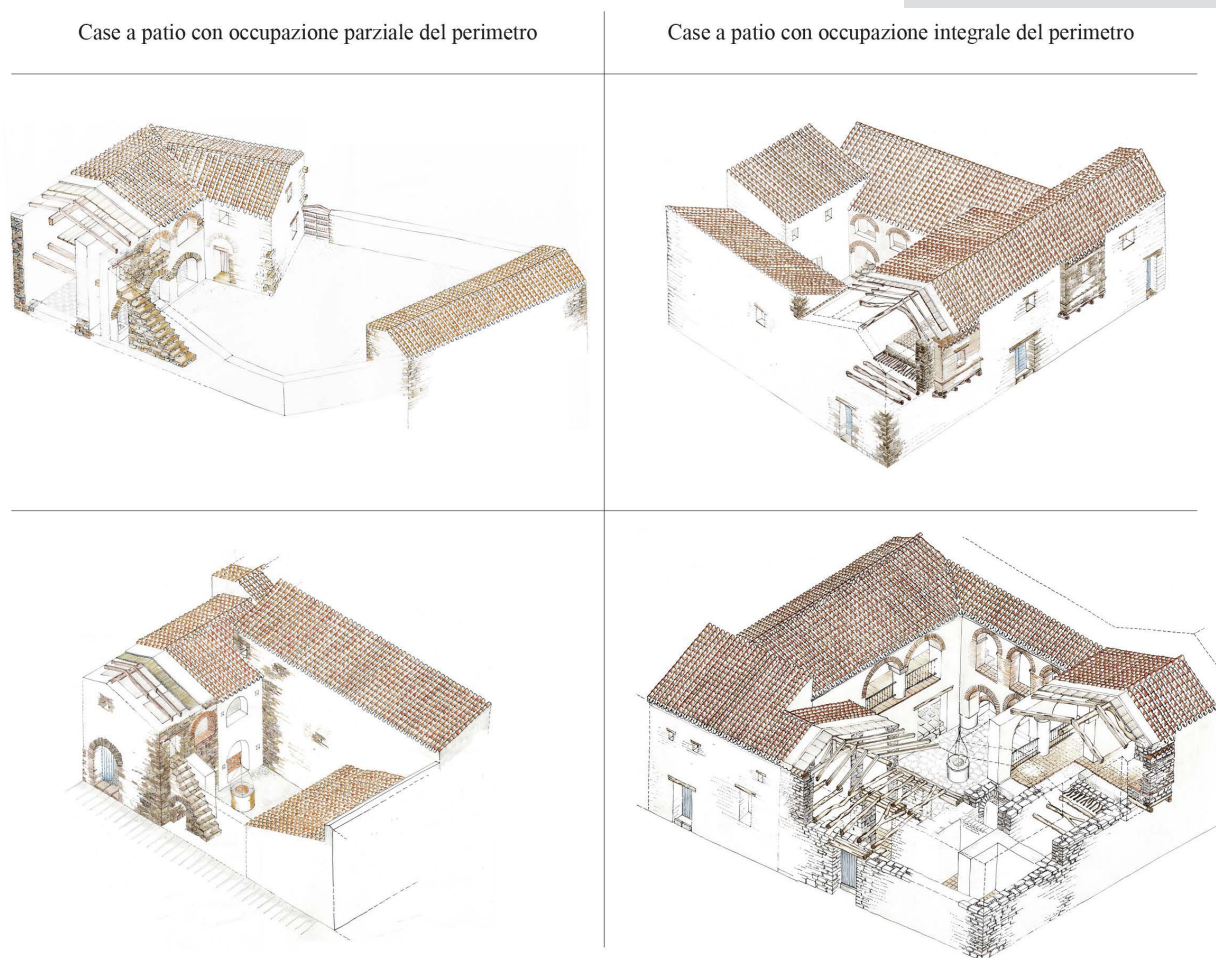 Case a patio con occupazione parziale del perimetro
Case a patio con occupazione integrale del perimetro